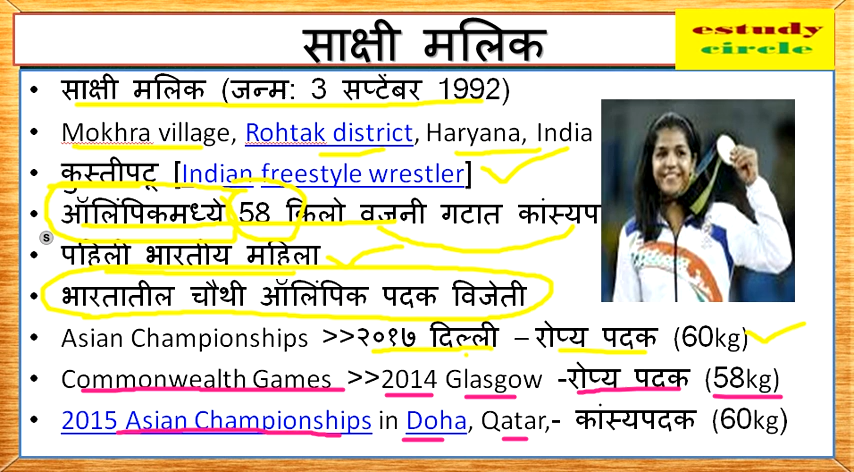 साक्षी मलिक
estudy
circle
• साक्षी मलिक (जन्म: 3 सप्टेंबर 1992)
• Mokhra village, Rohtak district, Haryana, India
• कुस्तीपटू [Indian freestyle wrestler]
• ऑलिंपिकमध्ये 58 किलो वजनी गटात कांस्यप
S
• पहिली भारतीय महिला
• भारतातील चौथी ऑलिंपिक पदक विजेती
• Asian Championships >>२०१७ दिल्ली – रोप्य पदक (60kg)
• Commonwealth Games >>2014 Glasgow -रोप्य पदक (58kg)
• 2015 Asian Championships in Doha, Qatar,- कांस्यपदक (60kg)